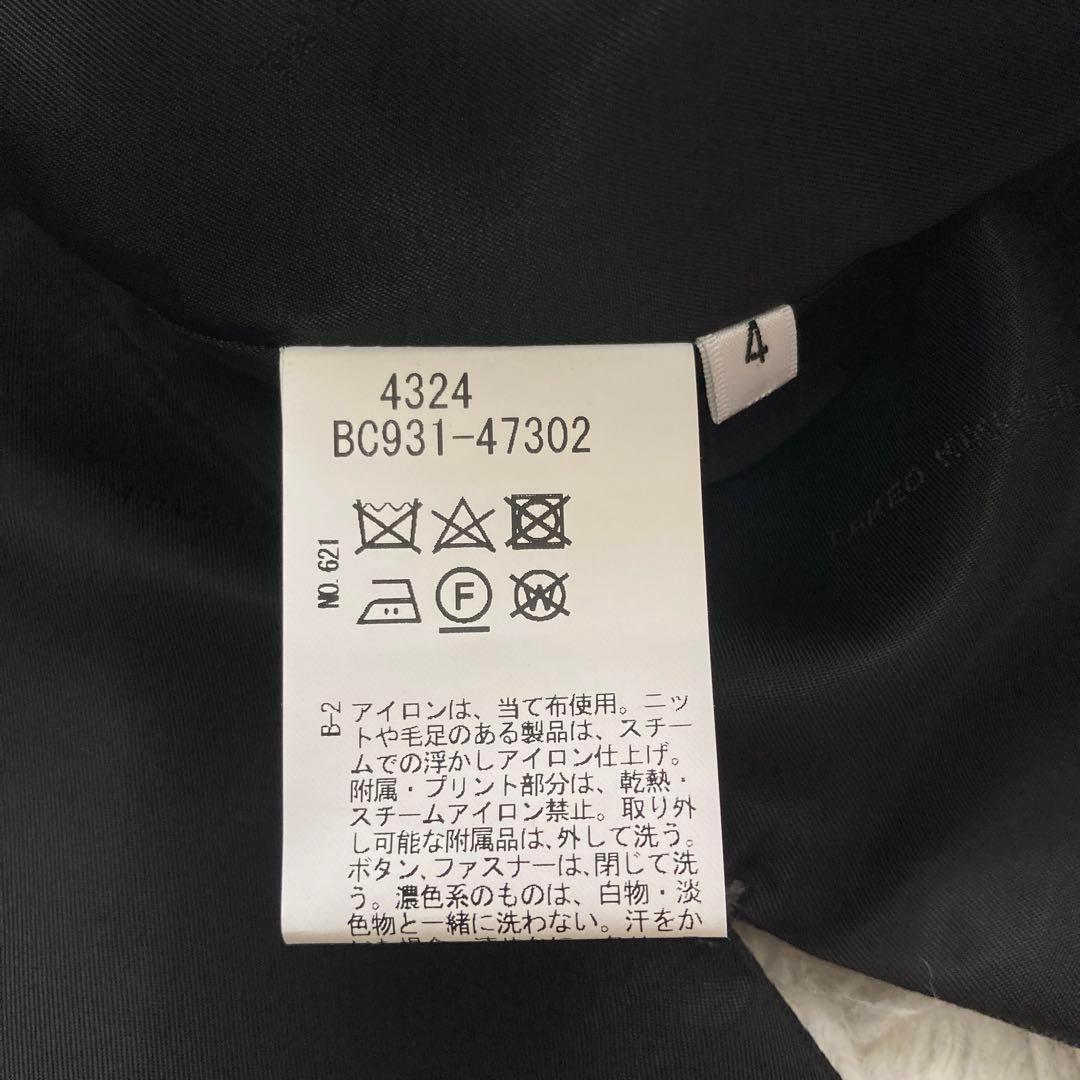 4
4324
BC931-47302
NO.621
F
W
B-2
アイロンは、当て布使用。ニッ
トや毛足のある製品は、スチー
ムでの浮かしアイロン仕上げ。
附属・プリント部分は、乾熱・
スチームアイロン禁止。取り外
し可能な附属品は、外して洗う。
ボタン、ファスナーは、閉じて洗
う。濃色系のものは、白物・淡
色物と一緒に洗わない。汗をか
TAKEO